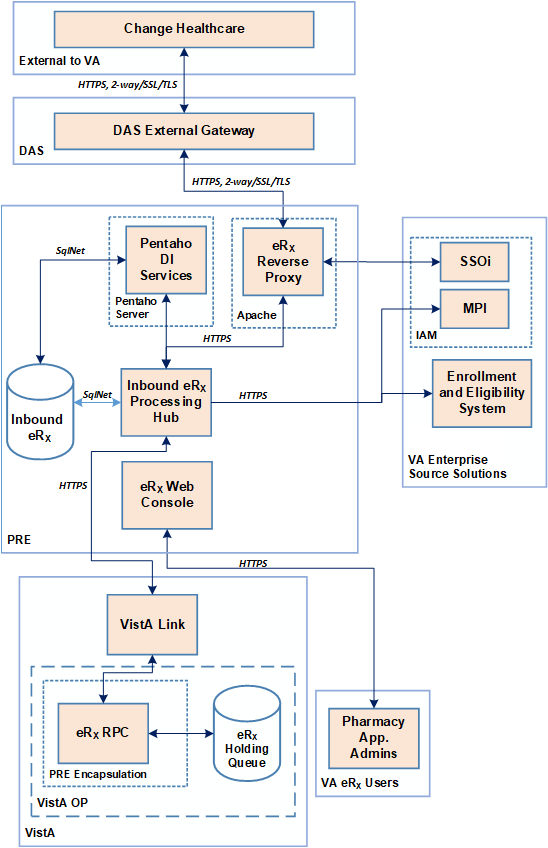 Change Healthcare
External to VA
HTTPS, 2-way/SSL/TLS
DAS External Gateway
DAS
HTTPS, 2-way/SSL/TLS
SqlNet
Pentaho
DI
Services
Pentaho
Server
eRx
Reverse
Proxy
Apache
SSOi
MPI
IAM
HTTPS
Inbound
eRx
SqlNet
Inbound eRx
Processing
Hub
HTTPS
Enrollment
and Eligibility
System
VA Enterprise
Source Solutions
HTTPS
eRx Web
Console
PRE
HTTPS
VistA Link
eRx RPC
PRE Encapsulation
eRx
Holding
Queue
VistA OP
VistA
Pharmacy
App.
Admins
VA eRx Users